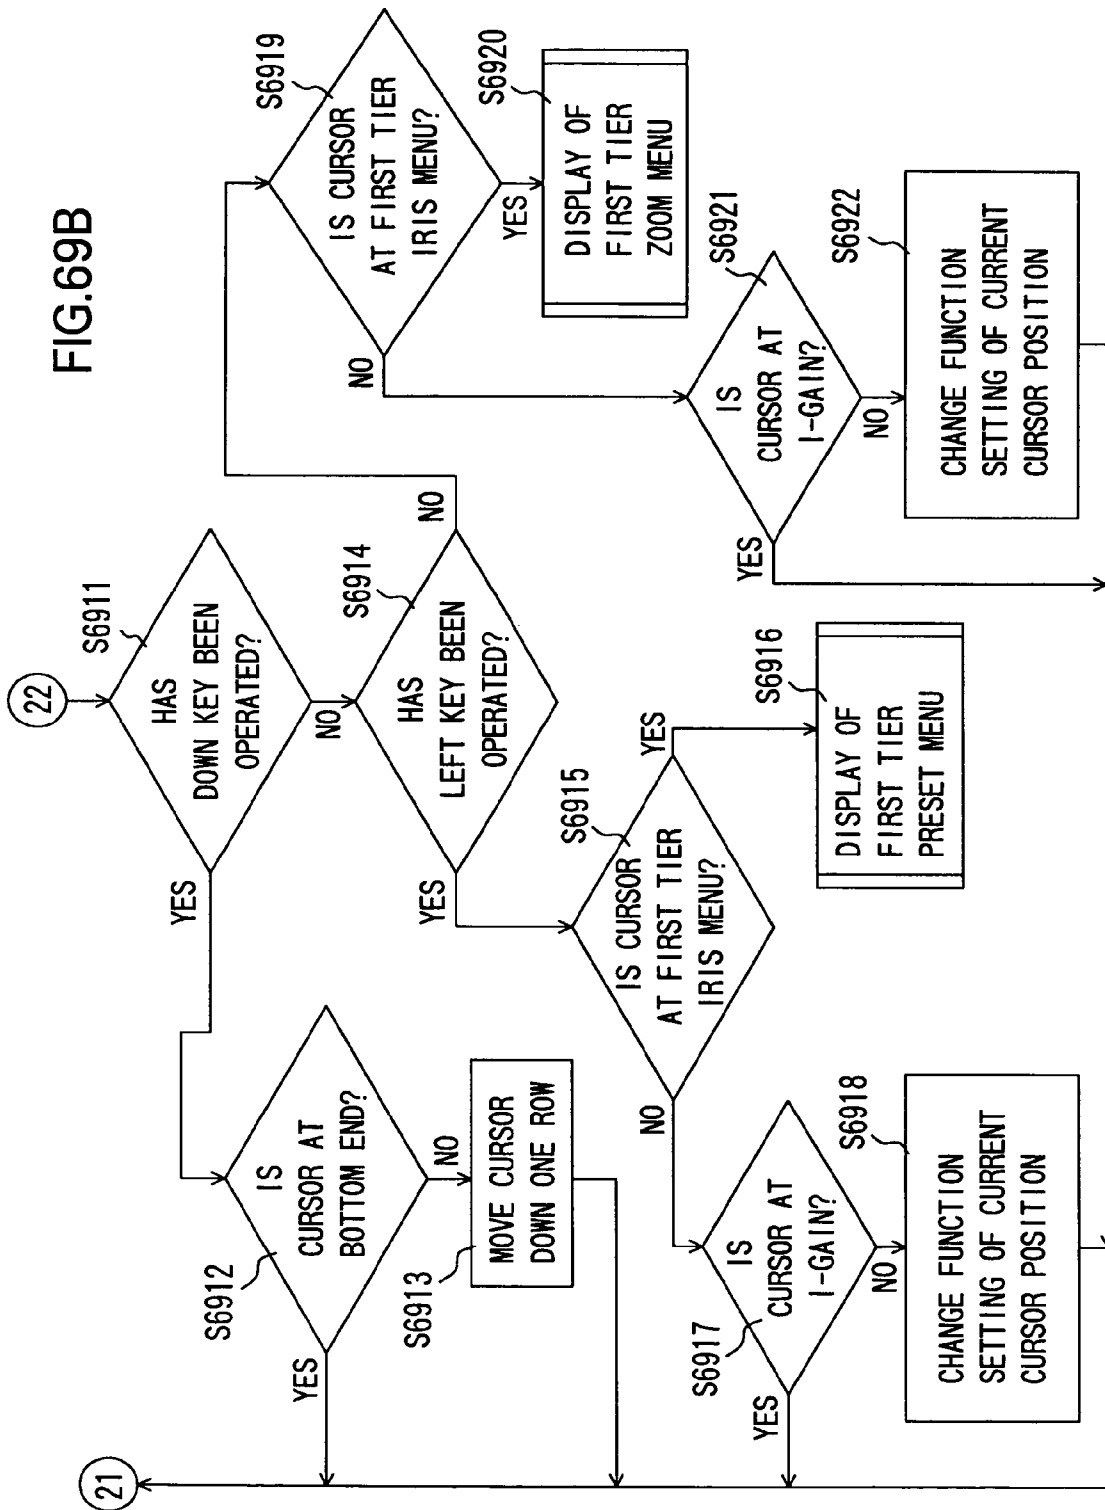 FIG.69B
22
S6911
HAS
DOWN KEY BEEN
OPERATED?
YES
NO
S6912
IS
CURSOR AT
BOTTOM END?
YES
NO
S6913
MOVE CURSOR
DOWN ONE ROW
21
S6914
HAS
LEFT KEY BEEN
OPERATED?
YES
NO
S6915
IS CURSOR
AT FIRST TIER
IRIS MENU?
YES
NO
S6916
DISPLAY OF
FIRST TIER
PRESET MENU
S6917
IS
CURSOR AT
I-GAIN?
YES
NO
S6918
CHANGE FUNCTION
SETTING OF CURRENT
CURSOR POSITION
S6919
IS CURSOR
AT FIRST TIER
IRIS MENU?
NO
YES
S6920
DISPLAY OF
FIRST TIER
ZOOM MENU
S6921
IS
CURSOR AT
I-GAIN?
YES
NO
S6922
CHANGE FUNCTION
SETTING OF CURRENT
CURSOR POSITION